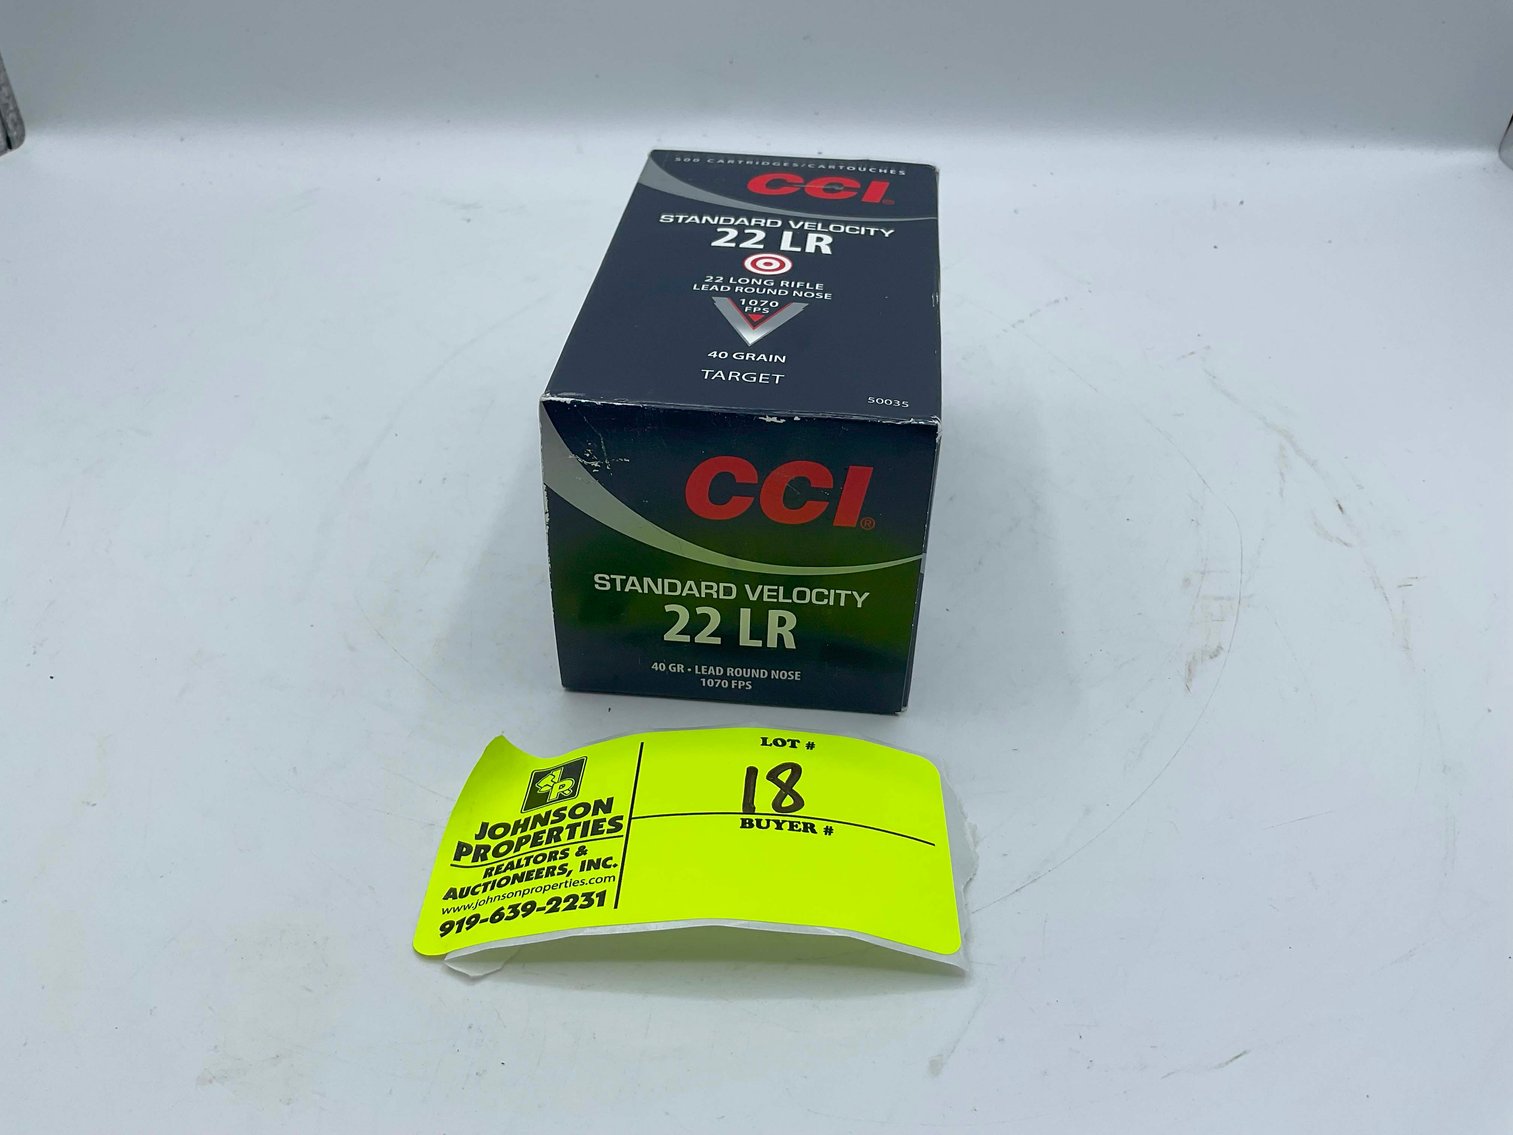 500 CARTRIDGES/CARTOUCHES
CCI®
STANDARD VELOCITY
22 LR
22 LONG RIFLE
LEAD ROUND NOSE
1070
FPS
40 GRAIN
TARGET
50035
CCI®
STANDARD VELOCITY
22 LR
40 GR • LEAD ROUND NOSE
1070 FPS
JR
JOHNSON
PROPERTIES
REALTORS &
AUCTIONEERS, INC.
www.johnsonproperties.com
919-639-2231
LOT #
18
BUYER #